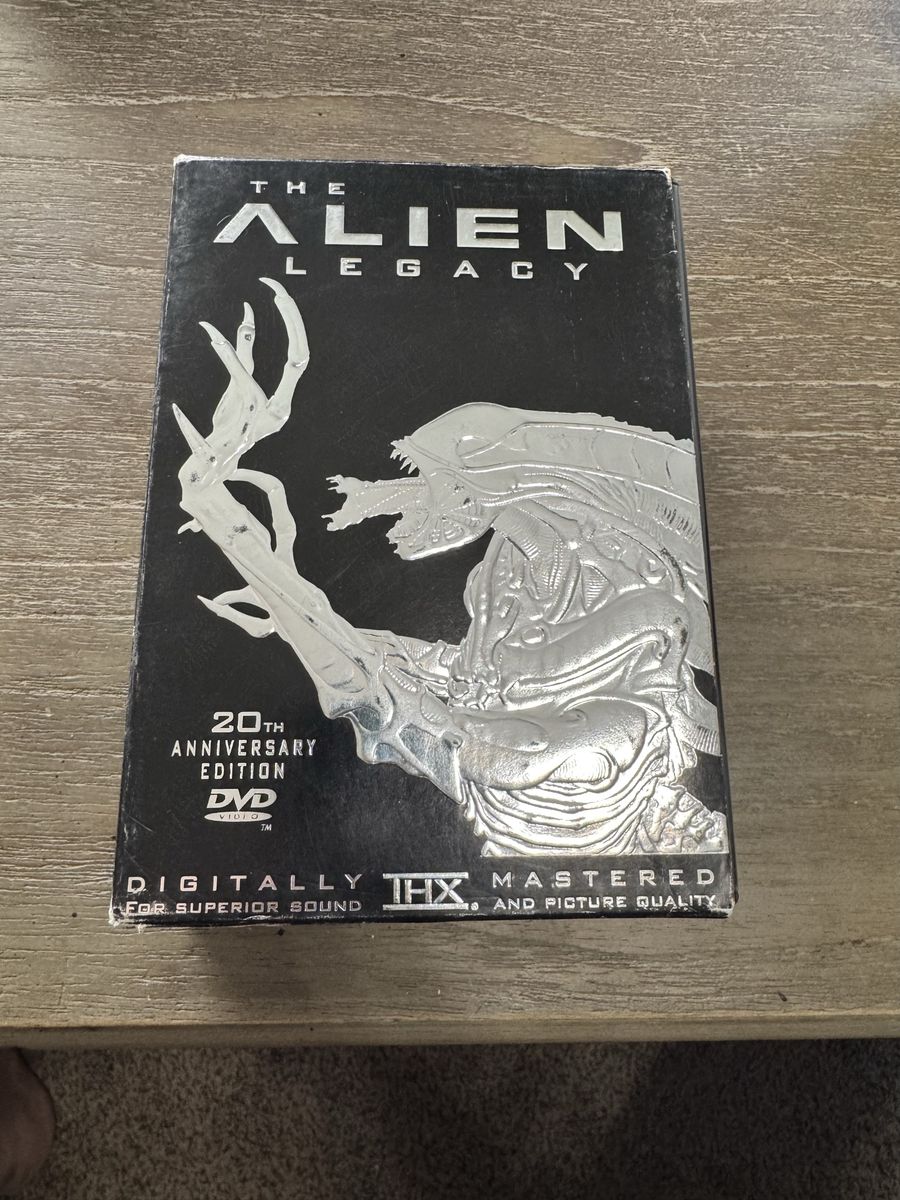 THE
ALIEN
LEGACY
20TH
ANNIVERSARY
EDITION
DVD
VIDEO
TM
DIGITALLY THX MASTERED
FOR SUPERIOR SOUND AND PICTURE QUALITY